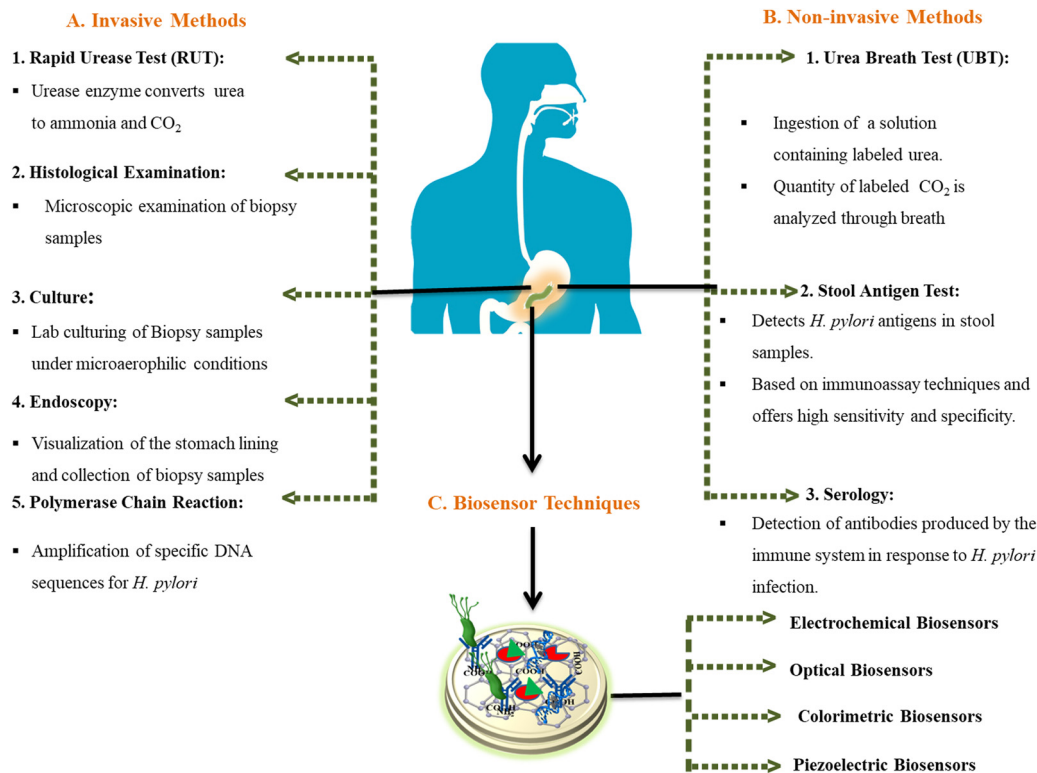 A. Invasive Methods
1. Rapid Urease Test (RUT):
▪ Urease enzyme converts urea
to ammonia and CO₂
2. Histological Examination:
▪ Microscopic examination of biopsy
samples
3. Culture:
▪ Lab culturing of Biopsy samples
under microaerophilic conditions
4. Endoscopy:
▪ Visualization of the stomach lining
and collection of biopsy samples
5. Polymerase Chain Reaction:
▪ Amplification of specific DNA
sequences for H. pylori
B. Non-invasive Methods
1. Urea Breath Test (UBT):
▪ Ingestion of a solution
containing labeled urea.
▪ Quantity of labeled CO₂ is
analyzed through breath
2. Stool Antigen Test:
▪ Detects H. pylori antigens in stool
samples.
▪ Based on immunoassay techniques and
offers high sensitivity and specificity.
3. Serology:
▪ Detection of antibodies produced by the
immune system in response to H. pylori
infection.
C. Biosensor Techniques
COOH
COOH
COOH
NH₂
Electrochemical Biosensors
Optical Biosensors
Colorimetric Biosensors
Piezoelectric Biosensors